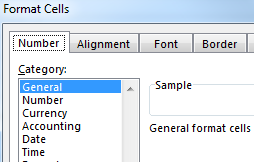 Format Cells
Number Alignment Font Border
Category:
General
Number
Currency
Accounting
Date
Time
Sample
General format cells